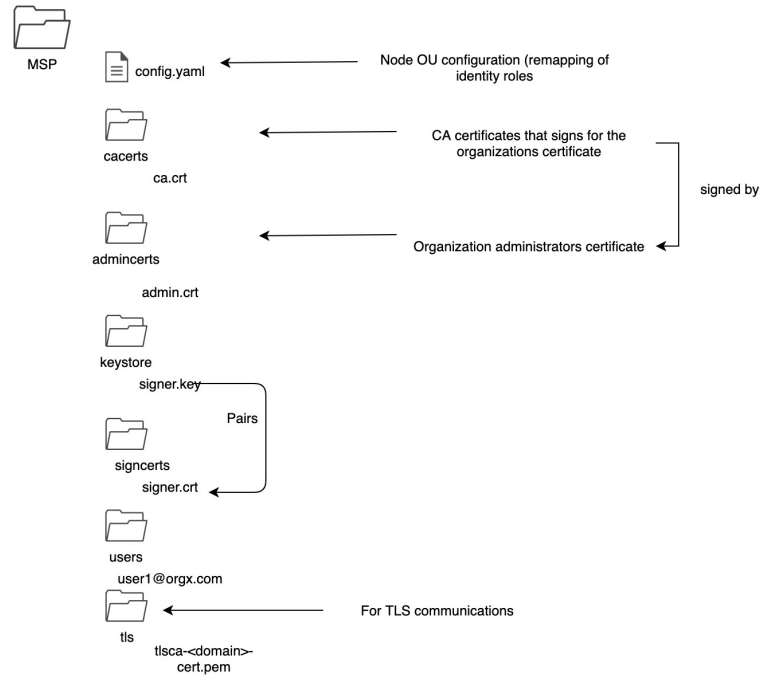 MSP
config.yaml
Node OU configuration (remapping of
identity roles
cacerts
ca.crt
CA certificates that signs for the
organizations certificate
signed by
admincerts
admin.crt
Organization administrators certificate
keystore
signer.key
Pairs
signcerts
signer.crt
users
user1@orgx.com
tls
For TLS communications
tlsca-<domain>-
cert.pem